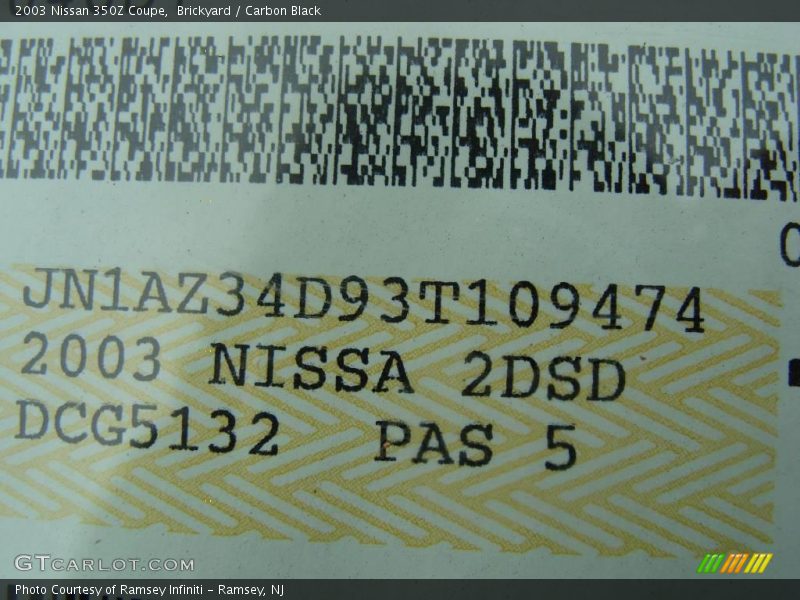 2003 Nissan 350Z Coupe, Brickyard / Carbon Black
JN1AZ34D93T109474
2003 NISSA 2DSD
DCG5132 PAS 5
GTCARLOT.COM
Photo Courtesy of Ramsey Infiniti – Ramsey, NJ